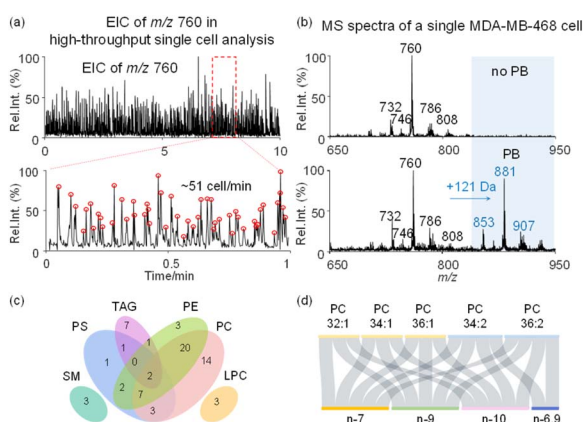 (a)
EIC of m/z 760 in
high-throughput single cell analysis
EIC of m/z 760
Rel.Int. (%)
100
50
0
0
5
10
~51 cell/min
Rel.Int. (%)
100
50
0
0
0.5
1
Time/min
(b)
MS spectra of a single MDA-MB-468 cell
760
no PB
732
746
786
808
Rel.Int. (%)
100
50
0
650
750
850
950
760
PB
+121 Da
881
732
746
786
808
853
907
Rel.Int. (%)
100
50
0
650
750
850
950
m/z
(c)
TAG
PE
PS
PC
SM
LPC
7
3
1
1
1
0
20
14
2
2
7
3
3
3
(d)
PC
32:1
PC
34:1
PC
36:1
PC
34:2
PC
36:2
n-7
n-9
n-10
n-6,9